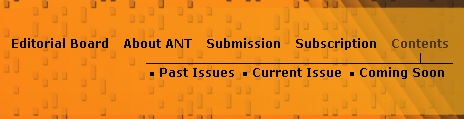 Editorial Board About ANT Submission Subscription Contents
▪ Past Issues ▪ Current Issue ▪ Coming Soon